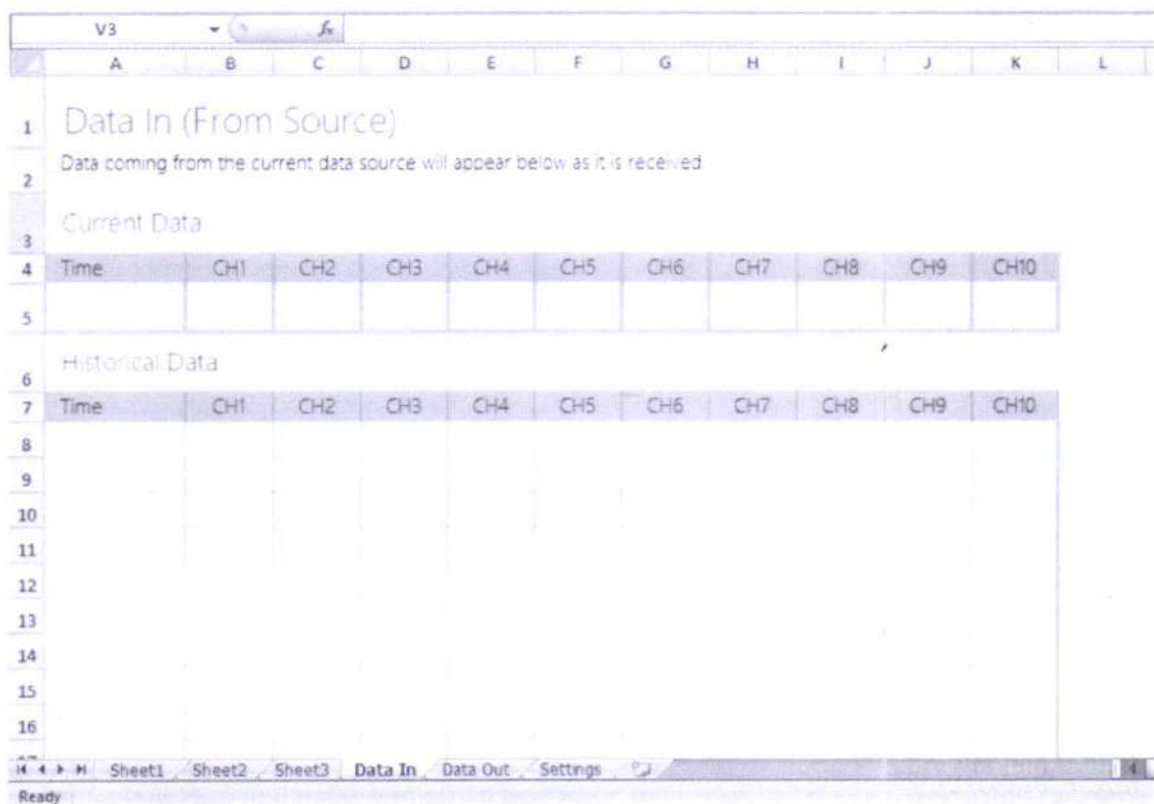 V3 fx
A B C D E F G H I J K L
1 Data In (From Source)
2 Data coming from the current data source will appear below as it is received.
3 Current Data
4 Time CH1 CH2 CH3 CH4 CH5 CH6 CH7 CH8 CH9 CH10
5
6 Historical Data
7 Time CH1 CH2 CH3 CH4 CH5 CH6 CH7 CH8 CH9 CH10
8
9
10
11
12
13
14
15
16
Sheet1 Sheet2 Sheet3 Data In Data Out Settings
Ready